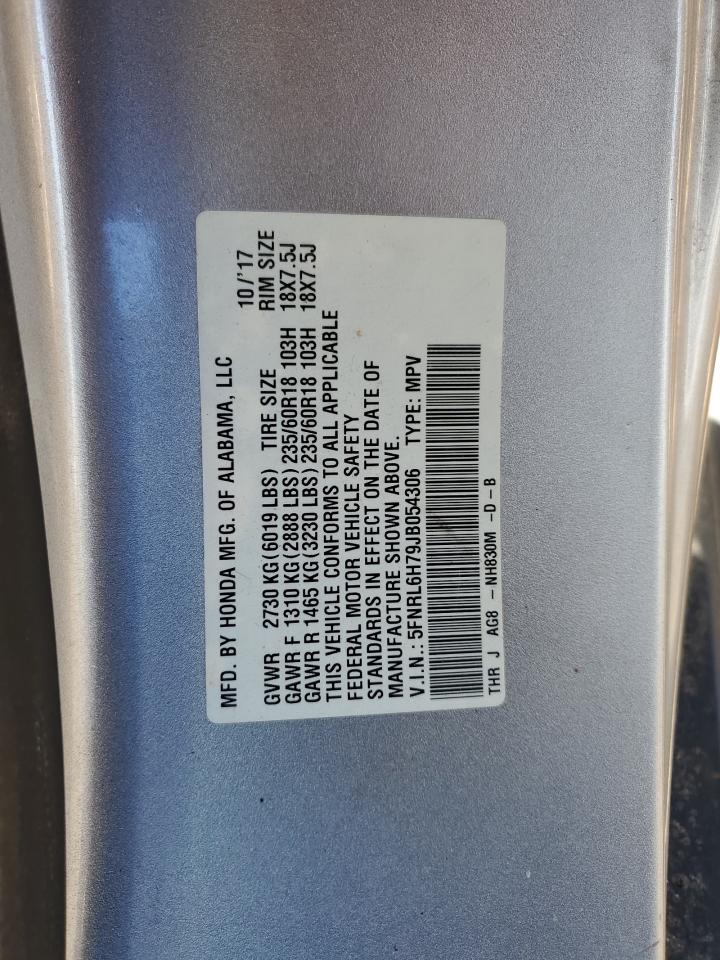 MFD. BY HONDA MFG. OF ALABAMA, LLC 10/'17
GVWR 2730 KG(6019 LBS) TIRE SIZE RIM SIZE
GAWR F 1310 KG(2888 LBS)235/60R18 103H 18X7.5J
GAWR R 1465 KG(3230 LBS)235/60R18 103H 18X7.5J
THIS VEHICLE CONFORMS TO ALL APPLICABLE
FEDERAL MOTOR VEHICLE SAFETY
STANDARDS IN EFFECT ON THE DATE OF
MANUFACTURE SHOWN ABOVE.
V.I.N.: 5FNRL6H79JB054306 TYPE: MPV
THR J AG8 - NH830M -D-B